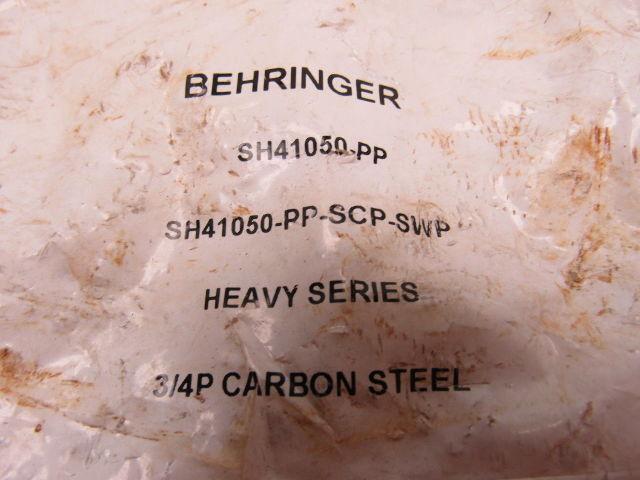 BEHRINGER
SH41050-PP
SH41050-PP-SCP-SWP
HEAVY SERIES
3/4P CARBON STEEL